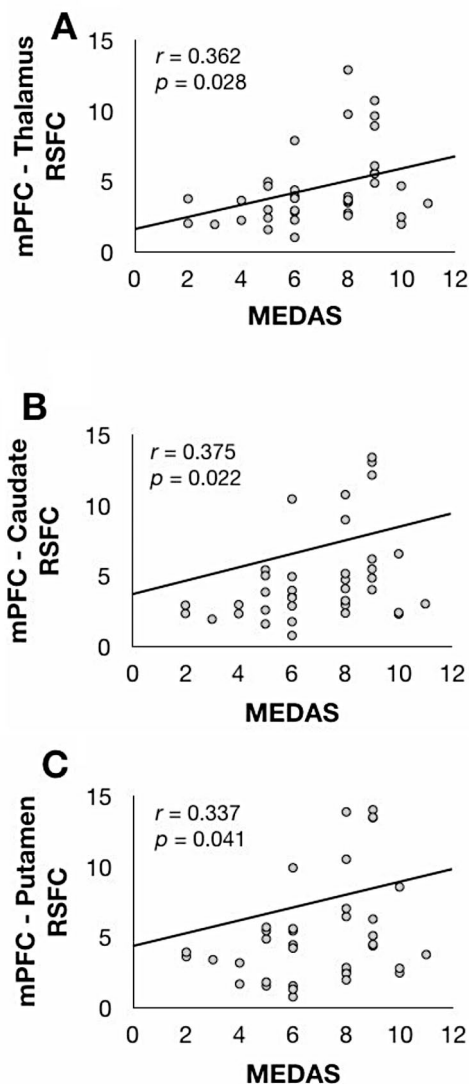 A
mPFC - Thalamus
RSFC
r = 0.362
p = 0.028
15
10
5
0
0 2 4 6 8 10 12
MEDAS
B
mPFC - Caudate
RSFC
r = 0.375
p = 0.022
15
10
5
0
0 2 4 6 8 10 12
MEDAS
C
mPFC - Putamen
RSFC
r = 0.337
p = 0.041
15
10
5
0
0 2 4 6 8 10 12
MEDAS